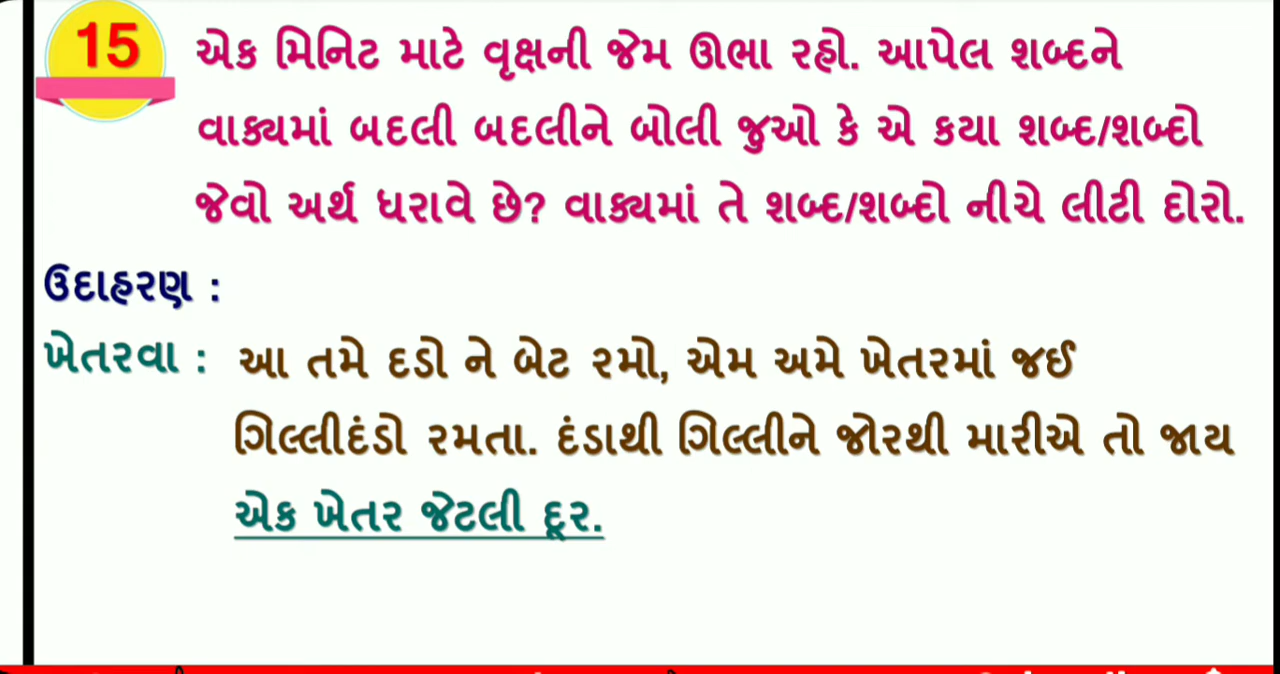 15
એક મિનિટ માટે વૃક્ષની જેમ ઊભા રહો. આપેલ શબ્દને
વાક્યમાં બદલી બદલીને બોલી જુઓ કે એ કયા શબ્દ/શબ્દો
જેવો અર્થ ધરાવે છે? વાક્યમાં તે શબ્દ/શબ્દો નીચે લીટી દોરો.
ઉદાહરણ :
ખેતરવા : આ તમે દડો ને બેટ રમો, એમ અમે ખેતરમાં જઈ
ગિલ્લીદંડો રમતા. દંડાથી ગિલ્લીને જોરથી મારીએ તો જાય
એક ખેતર જેટલી દૂર.